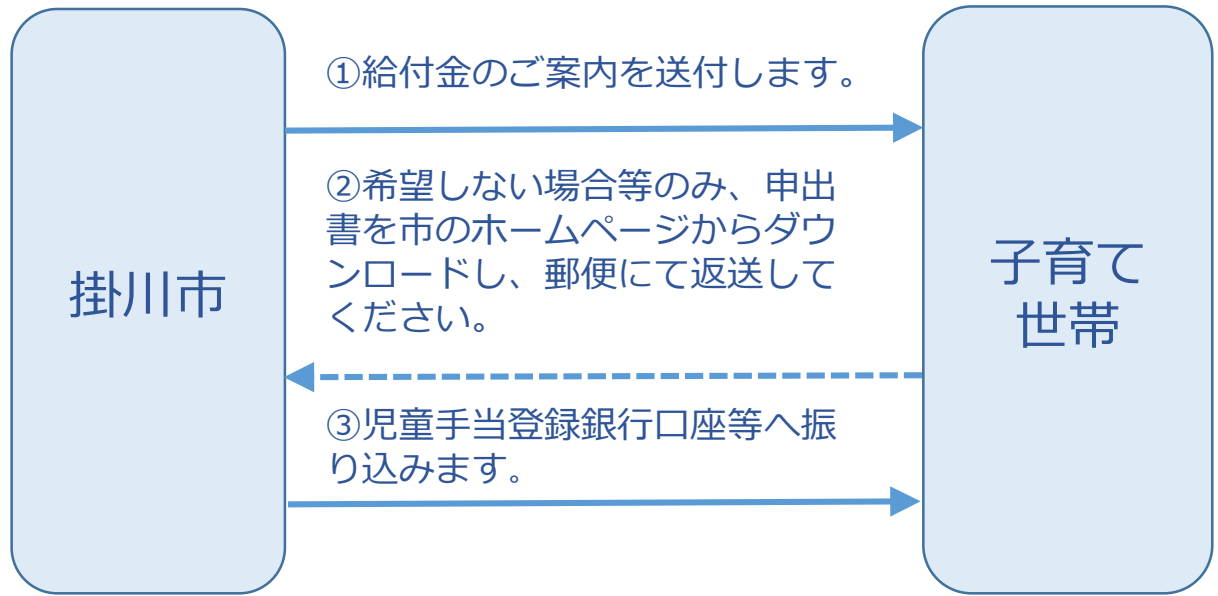 ①給付金のご案内を送付します。
②希望しない場合等のみ、申出
書を市のホームページからダウ
ンロードし、郵便にて返送して
ください。
掛川市
子育て
世帯
③児童手当登録銀行口座等へ振
り込みます。